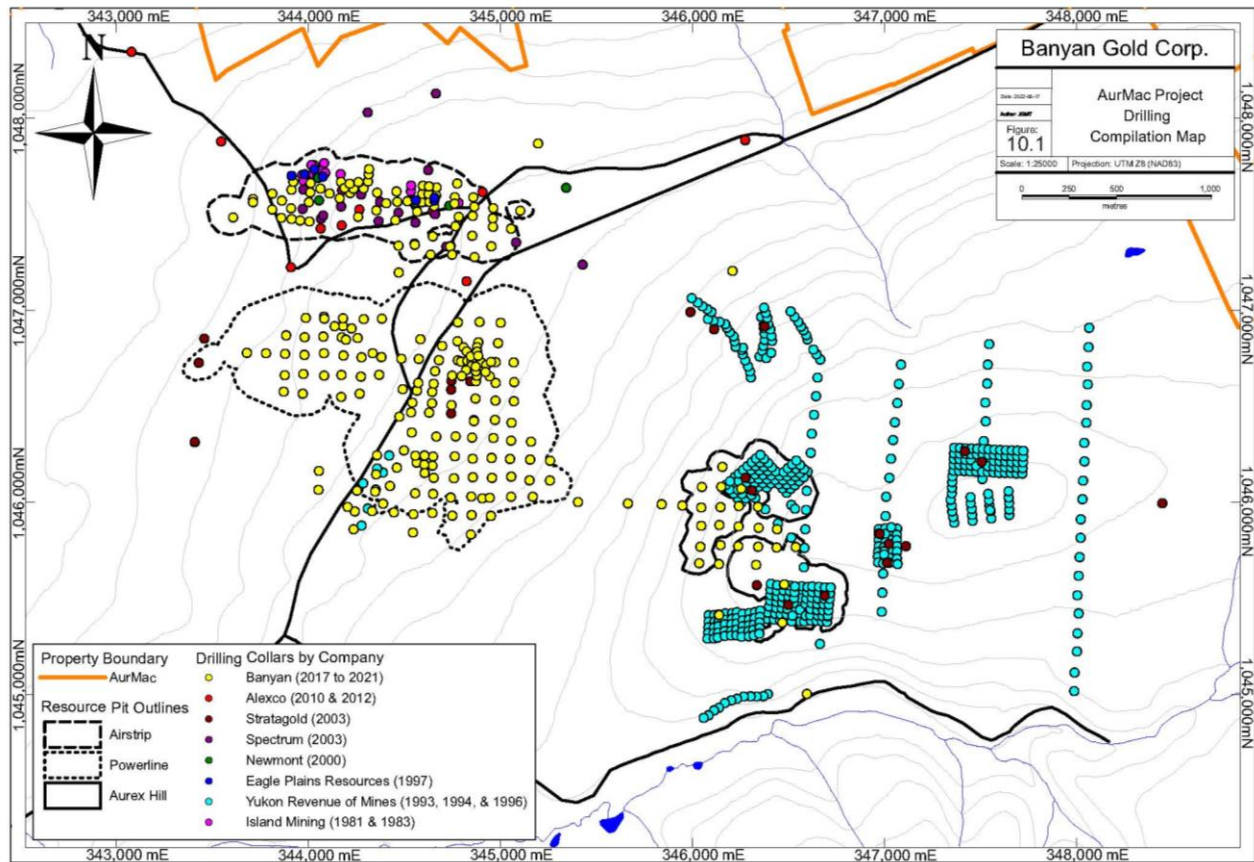 343,000 mE 344,000 mE 345,000 mE 346,000 mE 347,000 mE 348,000 mE
N
Banyan Gold Corp.
AurMac Project
Drilling
Compilation Map
Figure:
10.1
Scale: 1:25000 Projection: UTM Z8 (NAD83)
0 250 500 1,000
metres
1,048,000mN
1,047,000mN
1,046,000mN
1,045,000mN
1,048,000mN
1,047,000mN
1,046,000mN
1,045,000mN
Property Boundary
AurMac
Resource Pit Outlines
Airstrip
Powerline
Aurex Hill
Drilling Collars by Company
Banyan (2017 to 2021)
Alexco (2010 & 2012)
Stratagold (2003)
Spectrum (2003)
Newmont (2000)
Eagle Plains Resources (1997)
Yukon Revenue of Mines (1993, 1994, & 1996)
Island Mining (1981 & 1983)
343,000 mE 344,000 mE 345,000 mE 346,000 mE 347,000 mE 348,000 mE